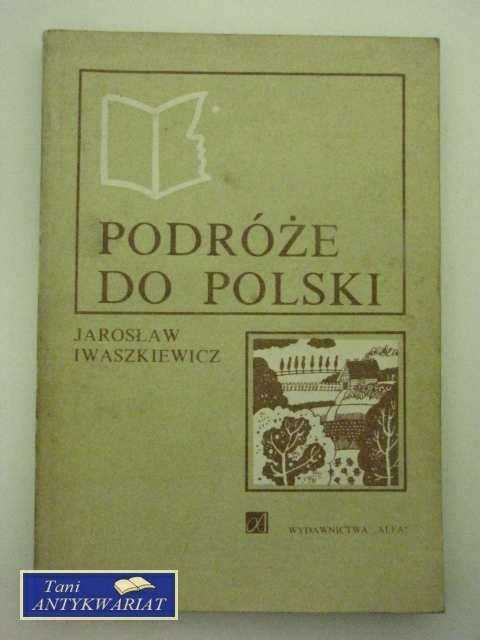 PODRÓŻE
DO POLSKI
JAROSŁAW
IWASZKIEWICZ
WYDAWNICTWA „ALFA"
Tani
ANTYKWARIAT